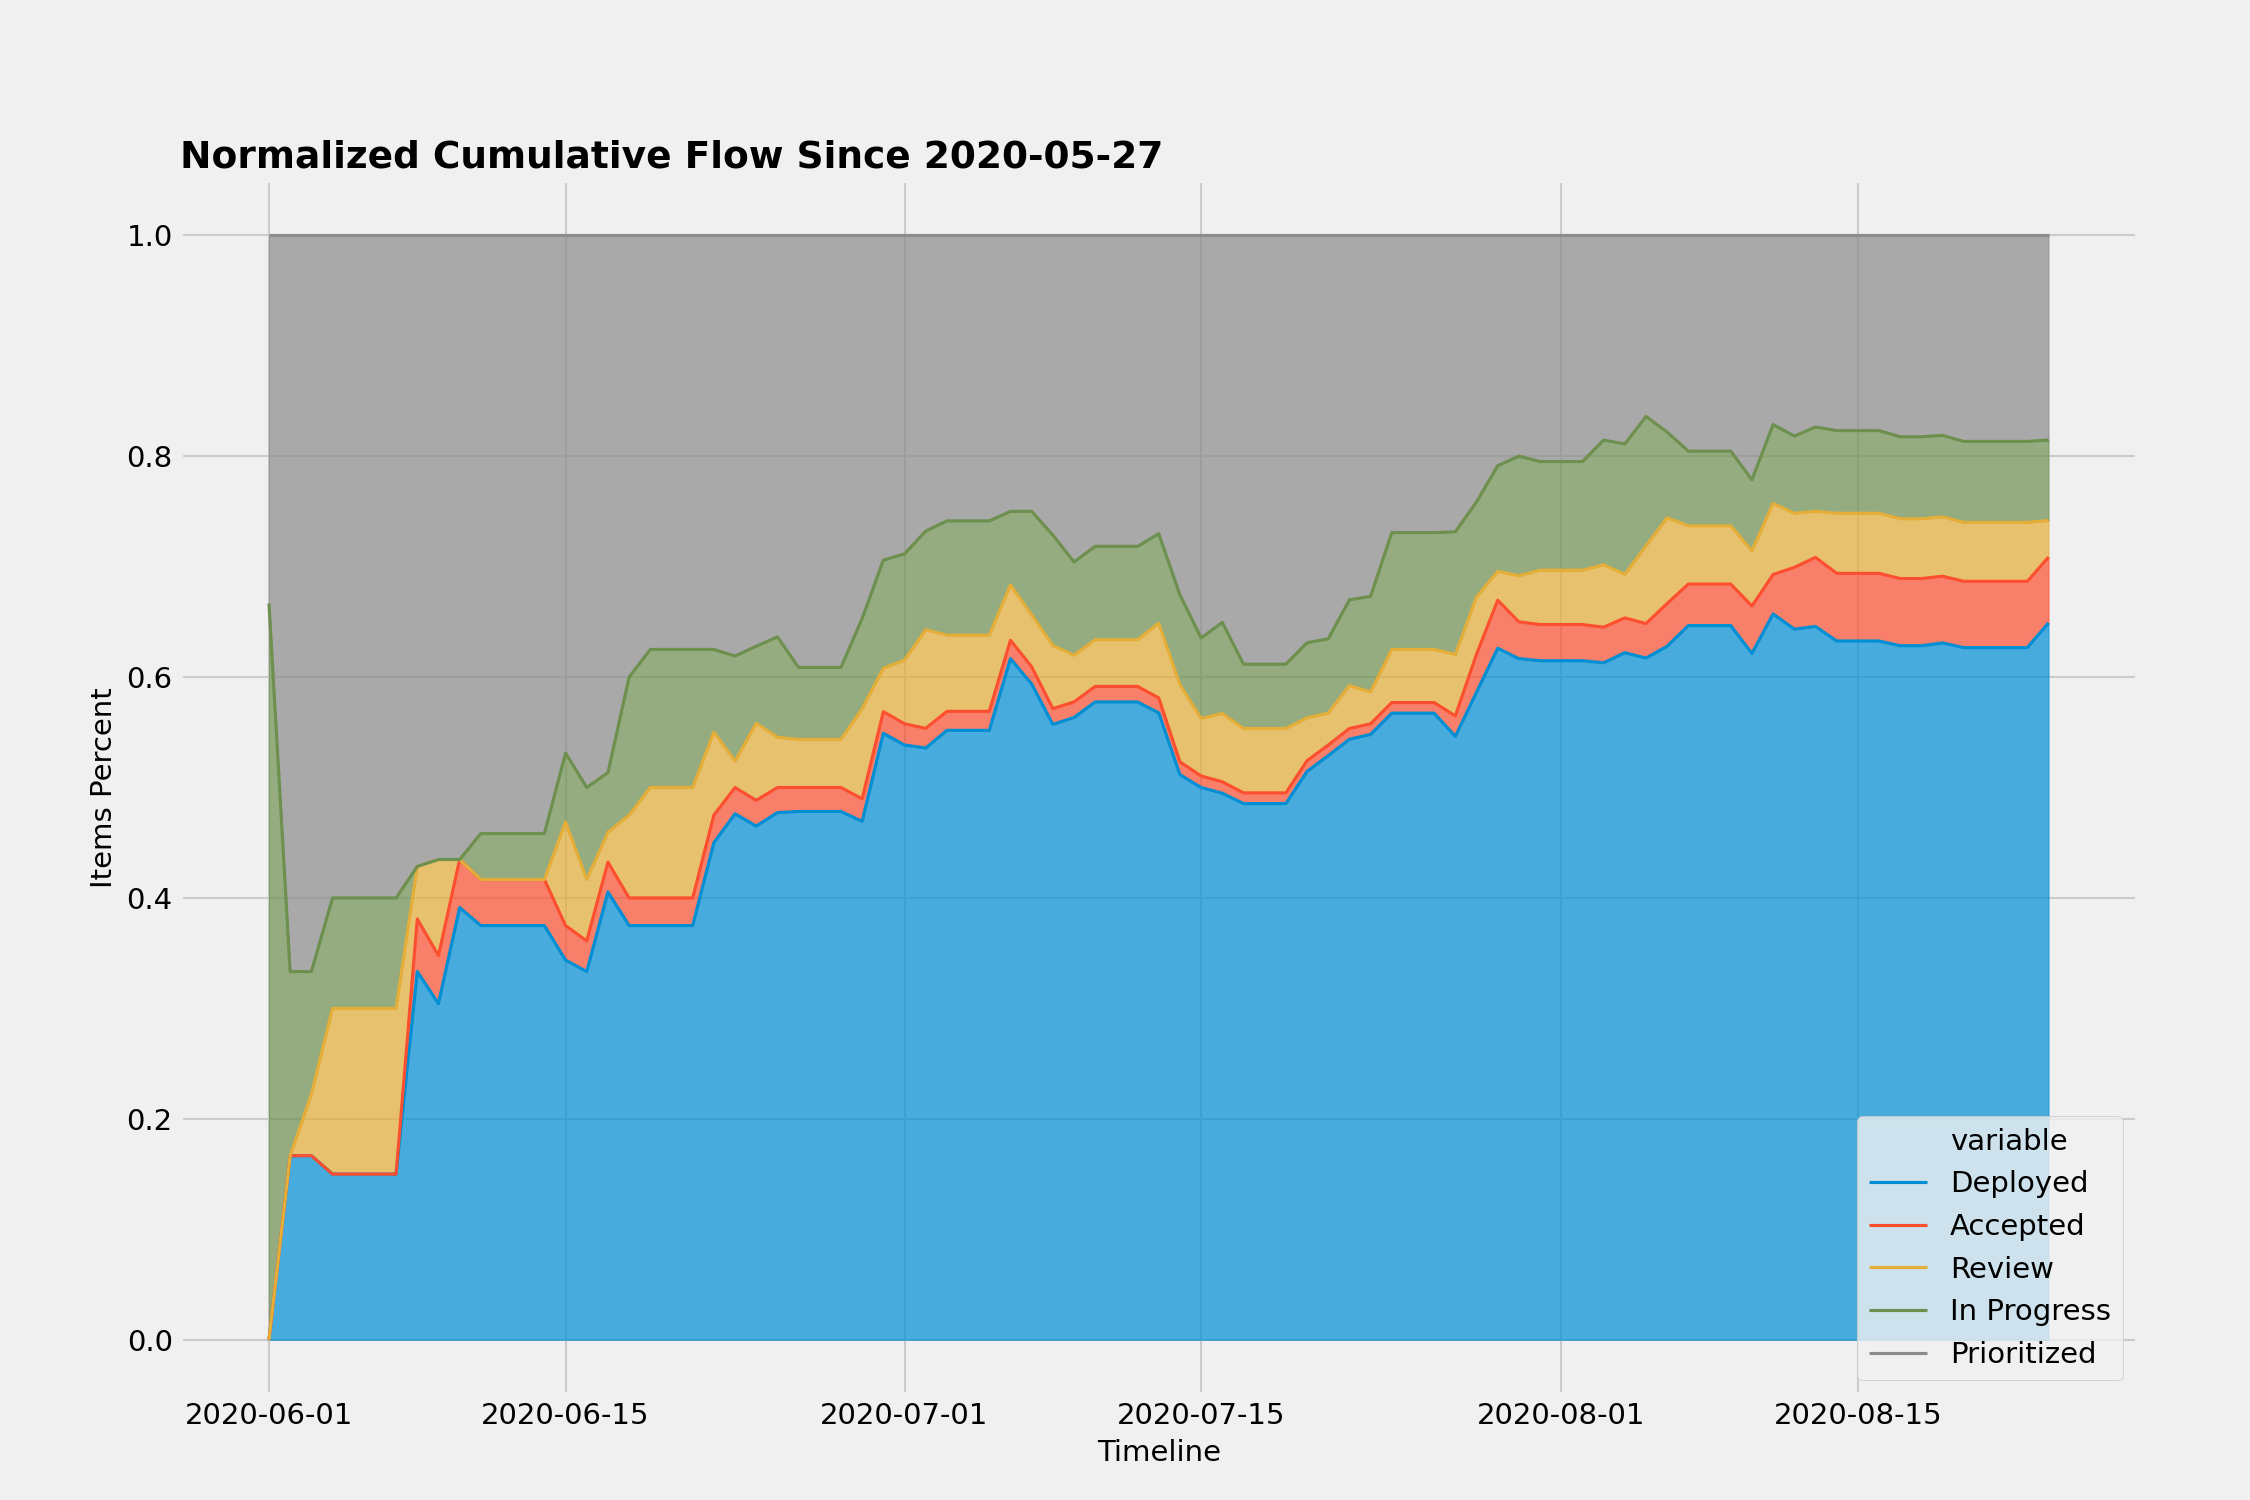 Normalized Cumulative Flow Since 2020-05-27
1.0
0.8
0.6
0.4
0.2
0.0
Items Percent
2020-06-01
2020-06-15
2020-07-01
2020-07-15
2020-08-01
2020-08-15
Timeline
variable
Deployed
Accepted
Review
In Progress
Prioritized